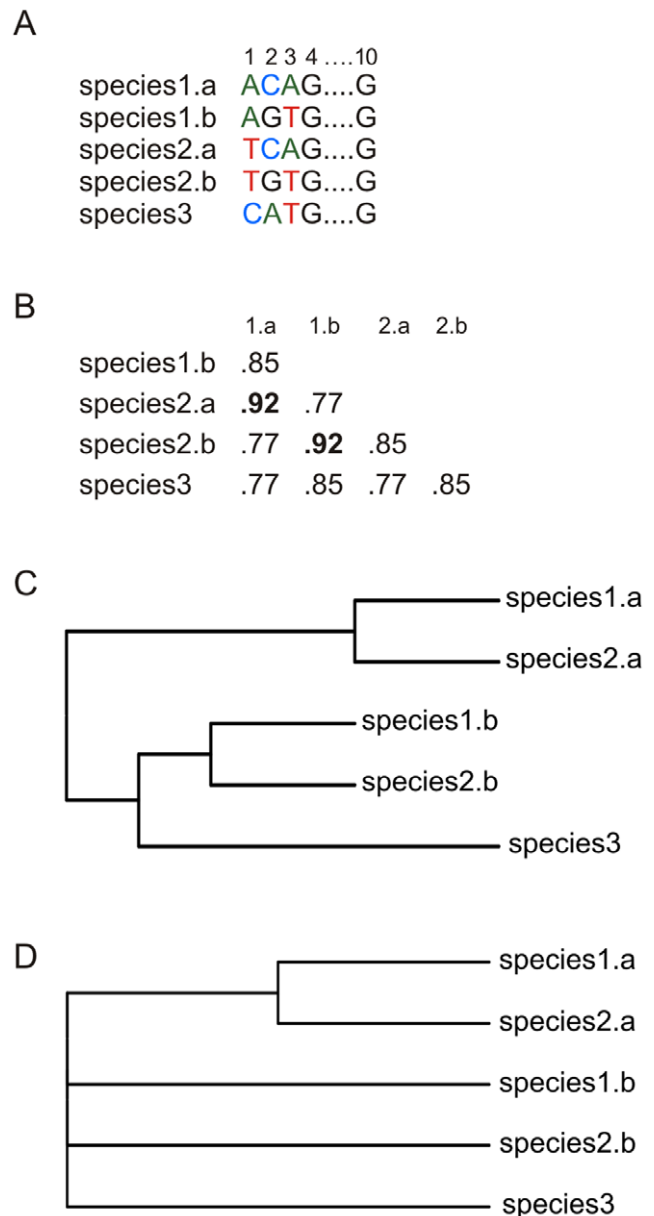 A
1 2 3 4 ....10
species1.a ACAG....G
species1.b AGTG....G
species2.a TCAG....G
species2.b TGTG....G
species3 CATG....G
B
1.a 1.b 2.a 2.b
species1.b .85
species2.a .92 .77
species2.b .77 .92 .85
species3 .77 .85 .77 .85
C
species1.a
species2.a
species1.b
species2.b
species3
D
species1.a
species2.a
species1.b
species2.b
species3